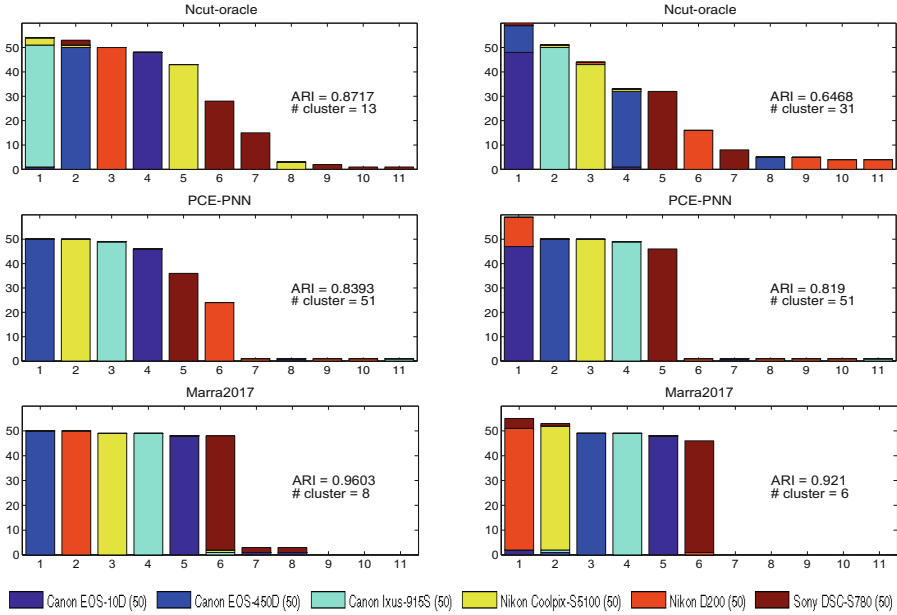 Ncut-oracle
50
40
30
20
10
0
ARI = 0.8717
# cluster = 13
1 2 3 4 5 6 7 8 9 10 11
Ncut-oracle
50
40
30
20
10
0
ARI = 0.6468
# cluster = 31
1 2 3 4 5 6 7 8 9 10 11
PCE-PNN
50
40
30
20
10
0
ARI = 0.8393
# cluster = 51
1 2 3 4 5 6 7 8 9 10 11
PCE-PNN
50
40
30
20
10
0
ARI = 0.819
# cluster = 51
1 2 3 4 5 6 7 8 9 10 11
Marra2017
50
40
30
20
10
0
ARI = 0.9603
# cluster = 8
1 2 3 4 5 6 7 8 9 10 11
Marra2017
50
40
30
20
10
0
ARI = 0.921
# cluster = 6
1 2 3 4 5 6 7 8 9 10 11
Canon EOS-10D (50) Canon EOS-450D (50) Canon Ixus-915S (50) Nikon Coolpix-S5100 (50) Nikon D200 (50) Sony DSC-S780 (50)